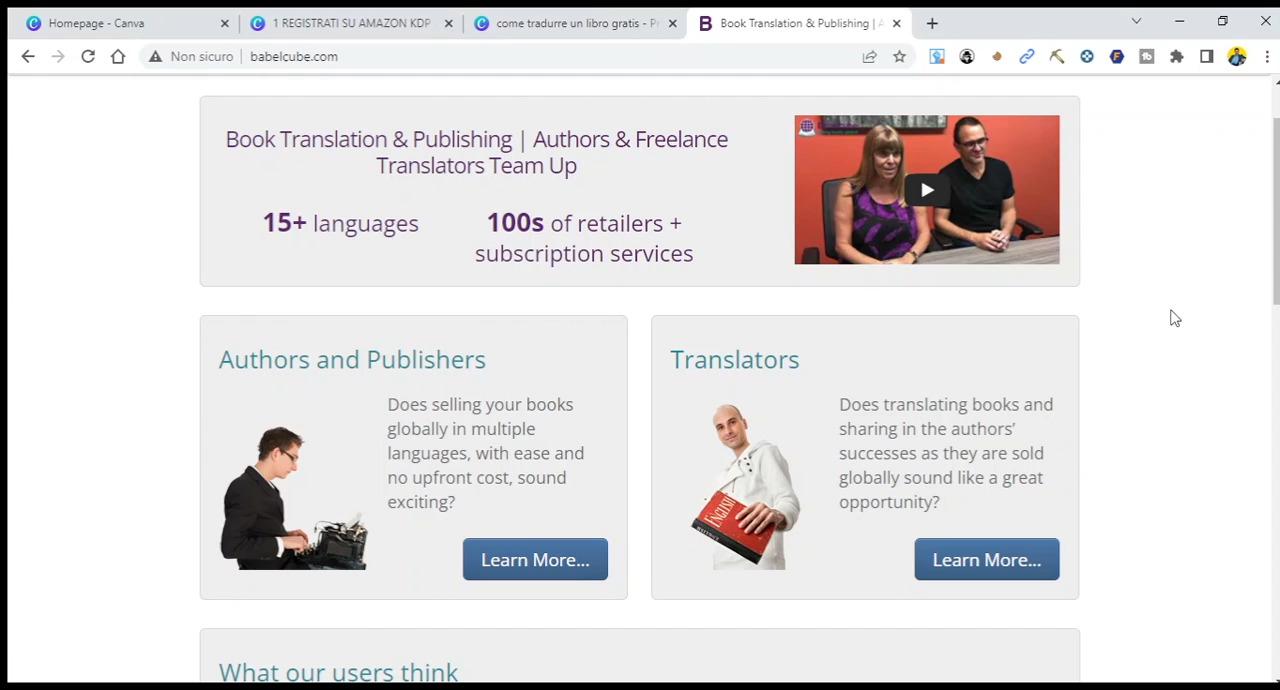 Homepage - Canva
1 REGISTRATI SU AMAZON KDP
come tradurre un libro gratis - Pr
Book Translation & Publishing | A
Non sicuro
babelcube.com
Book Translation & Publishing | Authors & Freelance
Translators Team Up
15+ languages
100s of retailers +
subscription services
Authors and Publishers
Does selling your books
globally in multiple
languages, with ease and
no upfront cost, sound
exciting?
Learn More...
Translators
Does translating books and
sharing in the authors'
successes as they are sold
globally sound like a great
opportunity?
ENGLISH
Learn More...
What our users think